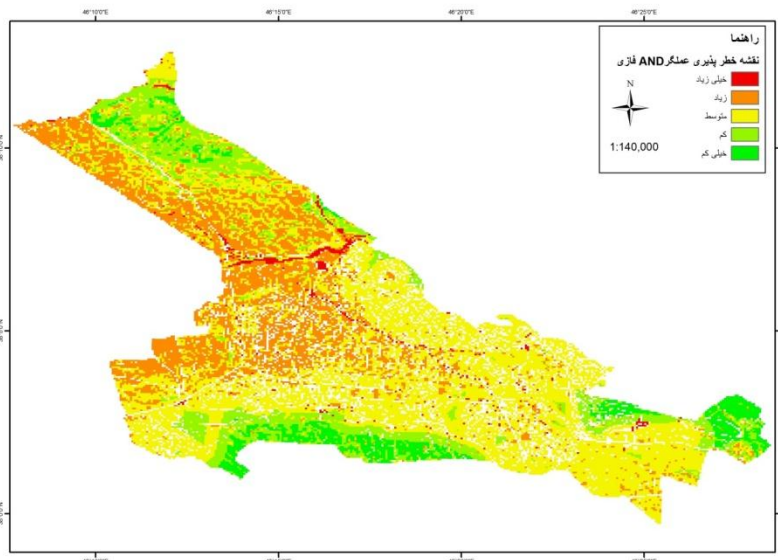 46°10'0"E 46°15'0"E 46°20'0"E 46°25'0"E
راهنما
نقشه خطر پذیری عملگرAND فازی
خیلی زیاد
زیاد
متوسط
کم
خیلی کم
N
1:140,000